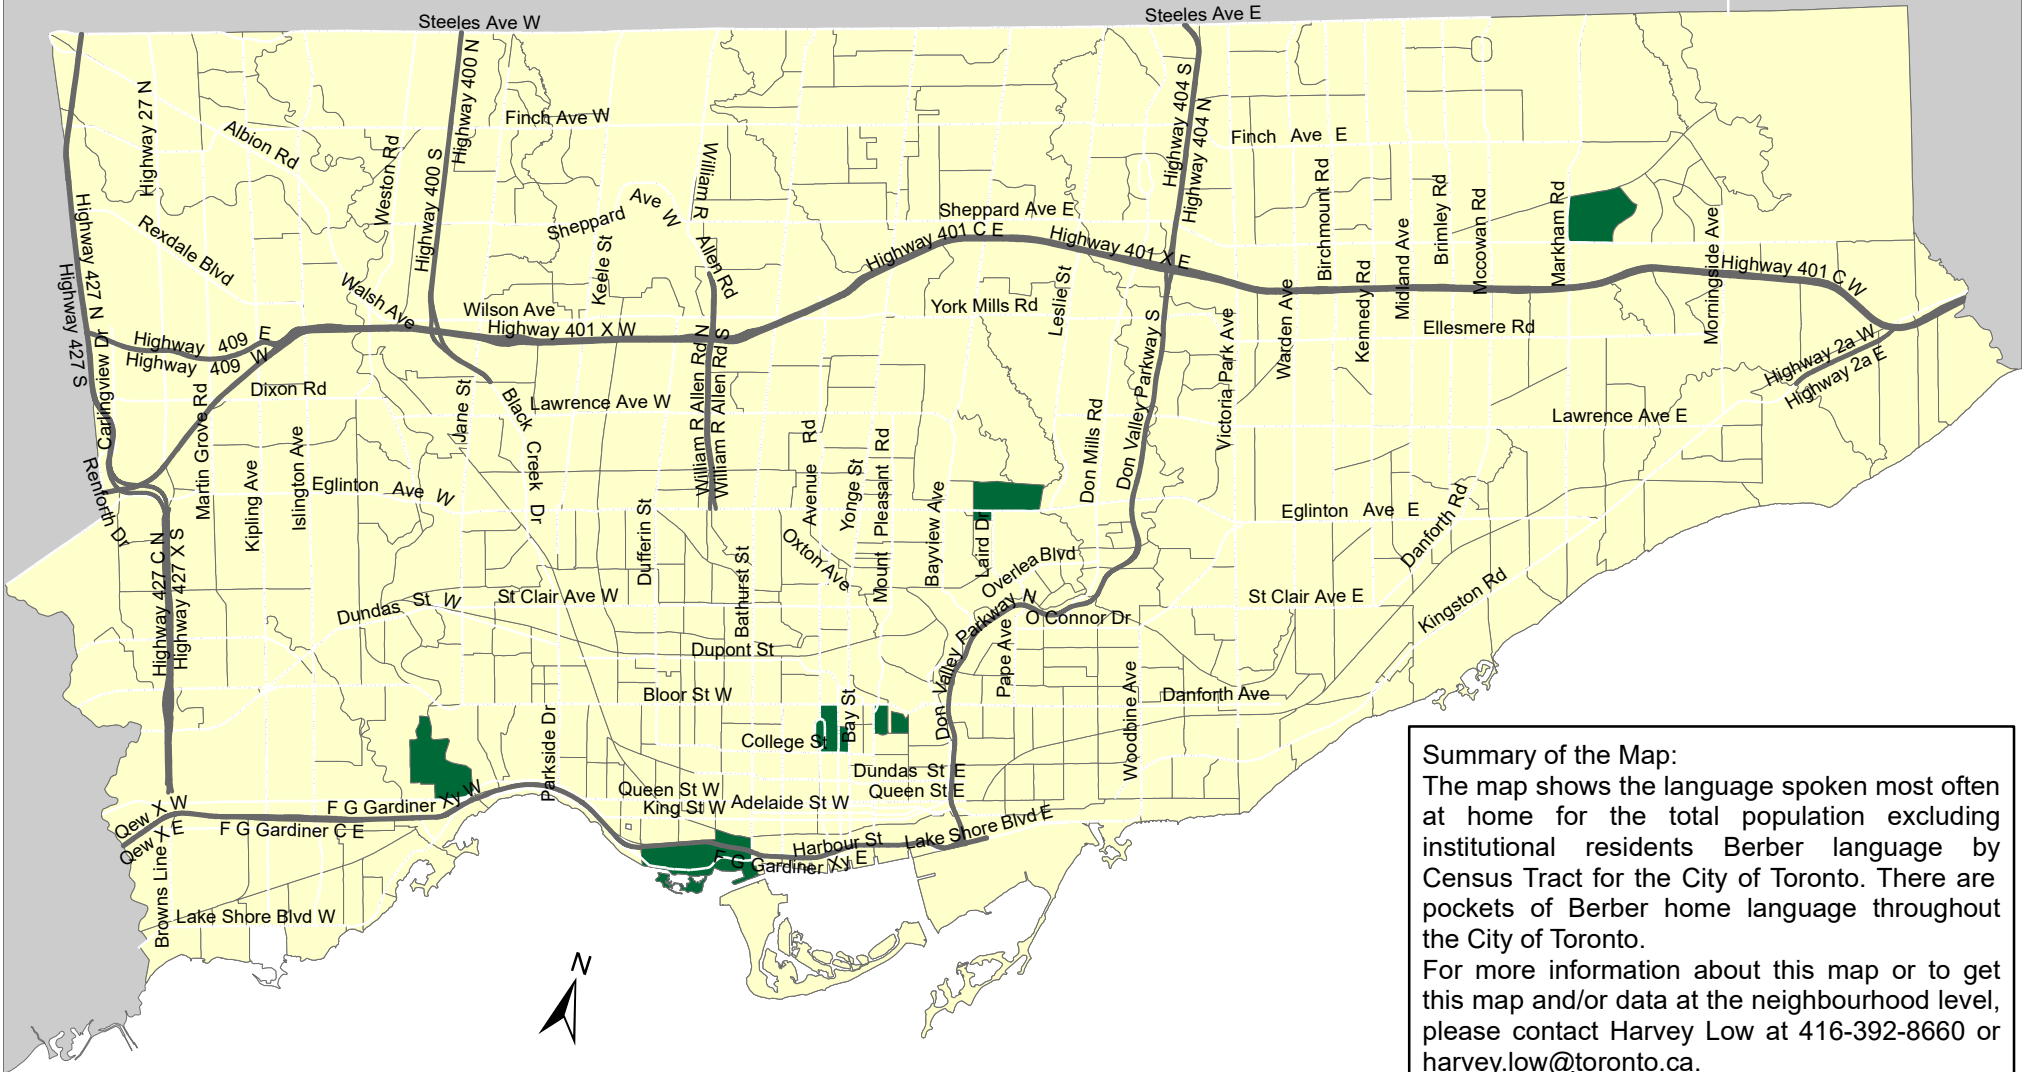 Steeles Ave W
Steeles Ave E
Highway 27 N
Albion Rd
Weston Rd
Highway 400 N
Highway 400 S
Finch Ave W
William R Allen Rd
Sheppard Ave W
Keele St
Highway 404 S
Highway 404 N
Finch Ave E
Birchmount Rd
Midland Ave
Brimley Rd
Mccowan Rd
Markham Rd
Morningside Ave
Sheppard Ave E
Highway 401 C E
Highway 401 X E
Highway 401 C W
Highway 427 N
Highway 427 S
Rexdale Blvd
Walsh Ave
Wilson Ave
Highway 401 X W
York Mills Rd
Leslie St
Ellesmere Rd
Warden Ave
Kennedy Rd
Victoria Park Ave
Highway 2a W
Highway 2a E
Highway 409 E
Highway 409 W
Carlingview Dr
Dixon Rd
Martin Grove Rd
Jane St
Black Creek Dr
Lawrence Ave W
William R Allen Rd N
William R Allen Rd S
Avenue Rd
Yonge St
Mount Pleasant Rd
Bayview Ave
Don Mills Rd
Don Valley Parkway S
Lawrence Ave E
Renforth Dr
Kipling Ave
Islington Ave
Eglinton Ave W
Dufferin St
Bathurst St
Oxton Ave
Laird Dr
Overlea Blvd
Eglinton Ave E
Danforth Rd
Highway 427 C N
Highway 427 X S
Dundas St W
St Clair Ave W
Don Valley Parkway N
O Connor Dr
St Clair Ave E
Kingston Rd
Dupont St
Pape Ave
Bloor St W
Bay St
Woodbine Ave
Danforth Ave
Parkside Dr
College St
Dundas St E
Queen St E
Queen St W
King St W
Adelaide St W
Qew X W
Qew X E
F G Gardiner Xy W
F G Gardiner C E
Harbour St
Lake Shore Blvd E
F G Gardiner Xy E
Browns Line
Lake Shore Blvd W
N
Summary of the Map:
The map shows the language spoken most often
at home for the total population excluding
institutional residents Berber language by
Census Tract for the City of Toronto. There are
pockets of Berber home language throughout
the City of Toronto.
For more information about this map or to get
this map and/or data at the neighbourhood level,
please contact Harvey Low at 416-392-8660 or
harvey.low@toronto.ca.